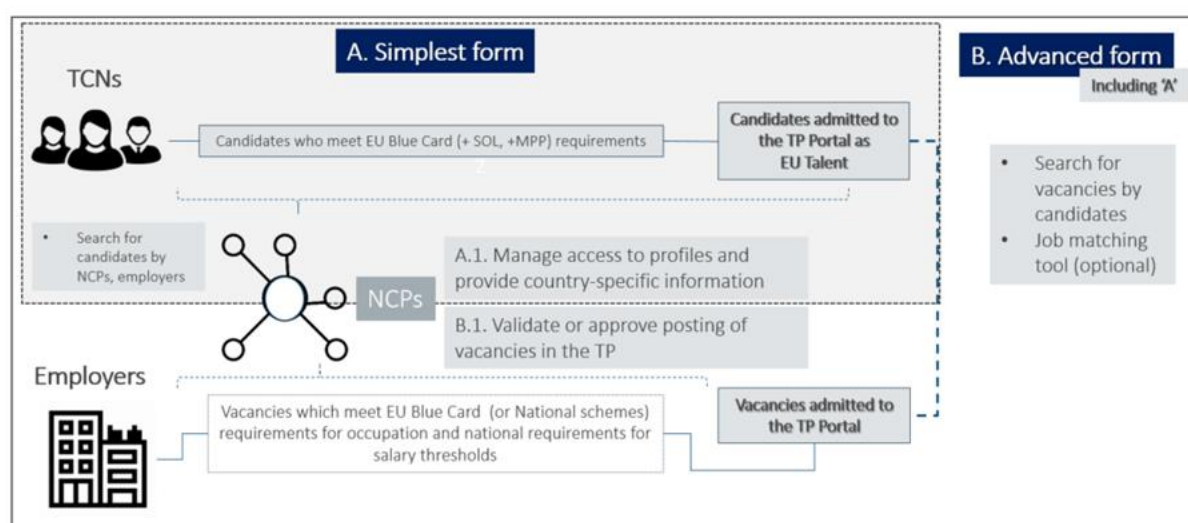 A. Simplest form
B. Advanced form
Including 'A'
TCNs
Candidates who meet EU Blue Card (+ SOL, +MPP) requirements
Candidates admitted to
the TP Portal as
EU Talent
• Search for
vacancies by
candidates
• Job matching
tool (optional)
• Search for
candidates by
NCPs, employers
NCPs
A.1. Manage access to profiles and
provide country-specific information
B.1. Validate or approve posting of
vacancies in the TP
Employers
Vacancies which meet EU Blue Card (or National schemes)
requirements for occupation and national requirements for
salary thresholds
Vacancies admitted to
the TP Portal